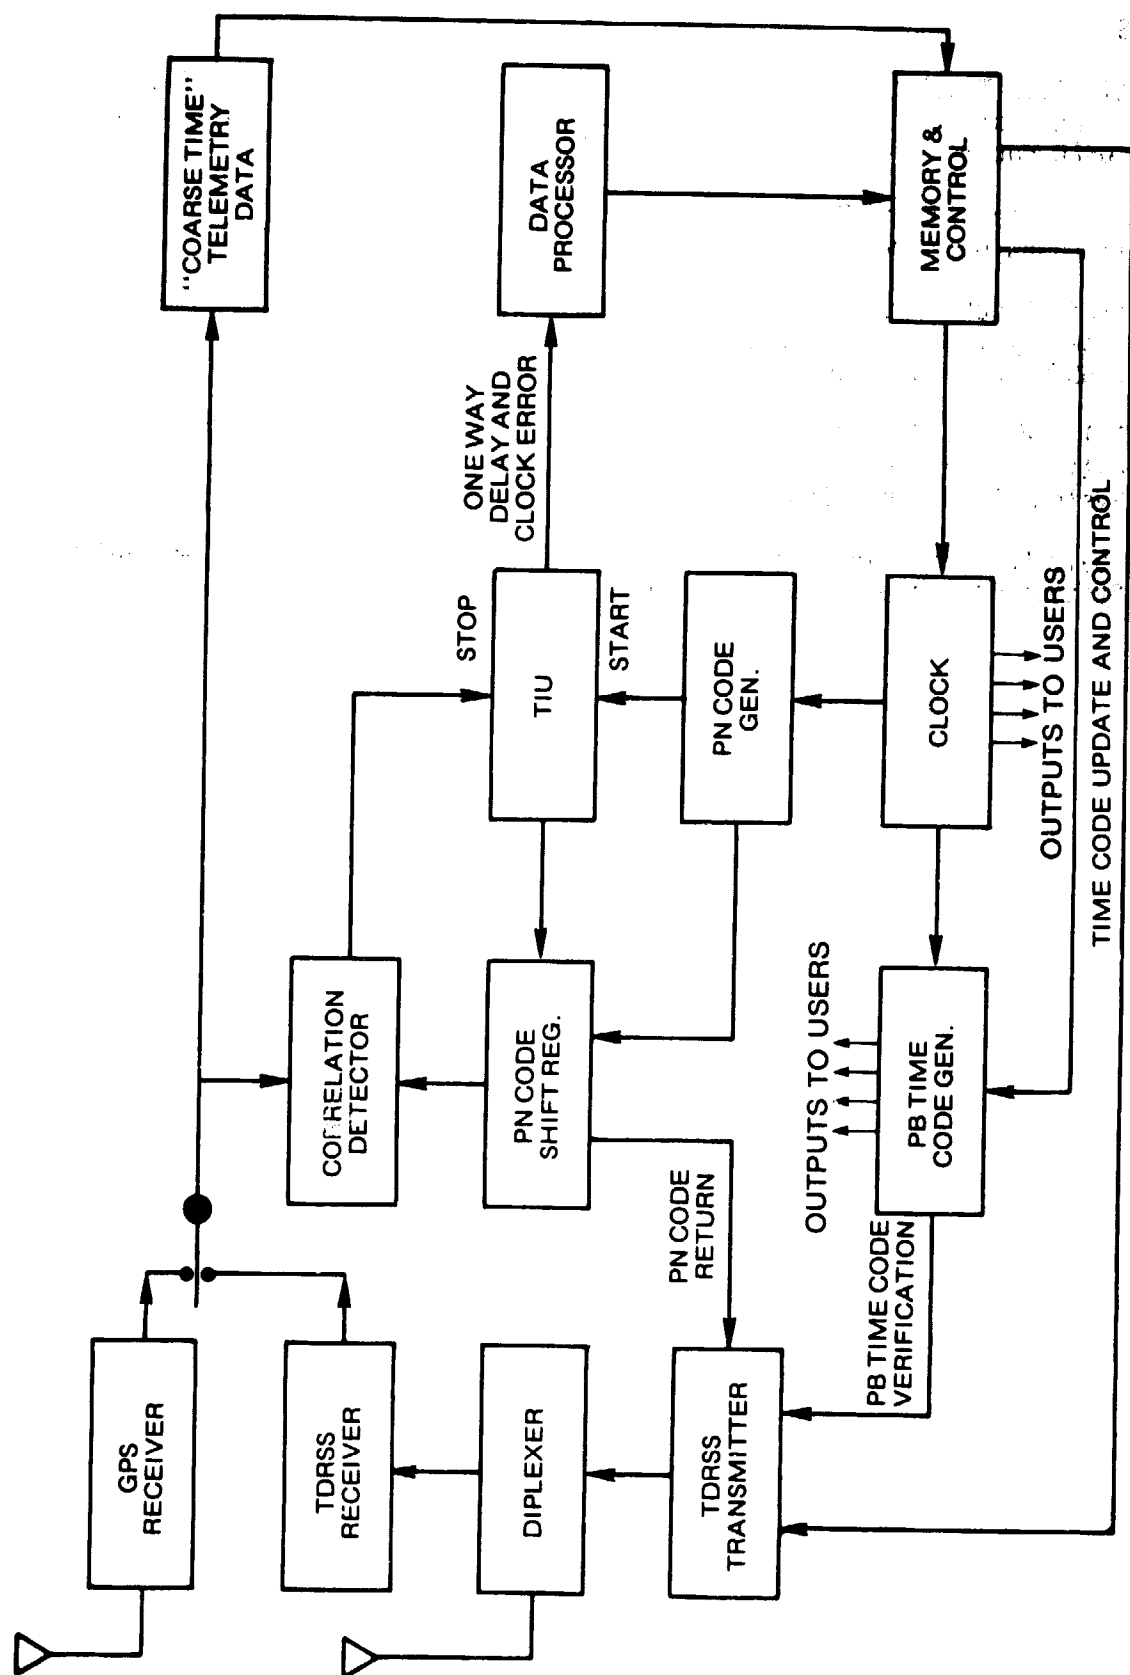 GPS
RECEIVER
TDRSS
RECEIVER
DIPLEXER
TDRSS
TRANSMITTER
PN CODE
RETURN
PB TIME CODE
VERIFICATION
CORRELATION
DETECTOR
PN CODE
SHIFT REG.
OUTPUTS TO USERS
PB TIME
CODE GEN.
STOP
TIU
START
PN CODE
GEN.
CLOCK
OUTPUTS TO USERS
TIME CODE UPDATE AND CONTROL
ONE WAY
DELAY AND
CLOCK ERROR
"COARSE TIME"
TELEMETRY
DATA
DATA
PROCESSOR
MEMORY &
CONTROL